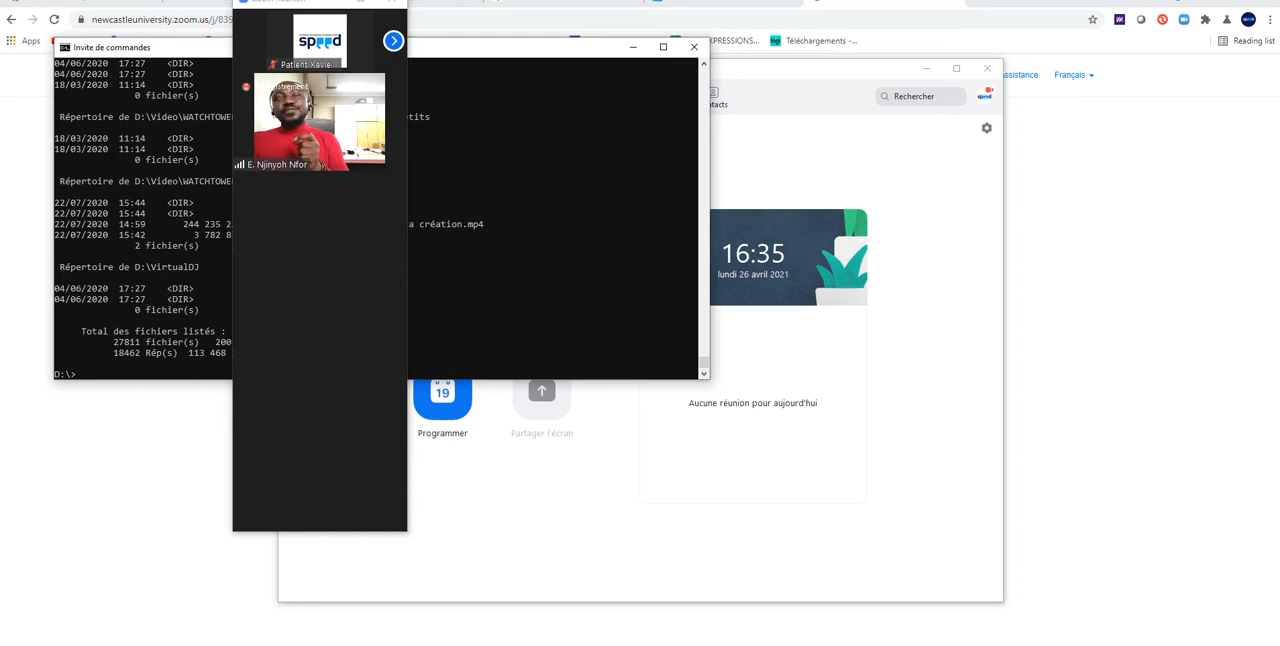 newcastleuniversity.zoom.us/j/839
Apps
PRESSIONS...
Téléchargements -...
Reading list
Invite de commandes
04/06/2020 17:27 <DIR>
04/06/2020 17:27 <DIR>
18/03/2020 11:14 <DIR>
0 fichier(s)
Répertoire de D:\Video\WATCHTOWE
etits
18/03/2020 11:14 <DIR>
18/03/2020 11:14 <DIR>
0 fichier(s)
Répertoire de D:\Video\WATCHTOWE
22/07/2020 15:44 <DIR>
22/07/2020 15:44 <DIR>
22/07/2020 14:59 244 235 2
a création.mp4
22/07/2020 15:42 3 782 8
2 fichier(s)
Répertoire de D:\VirtualDJ
04/06/2020 17:27 <DIR>
04/06/2020 17:27 <DIR>
0 fichier(s)
Total des fichiers listés :
27811 fichier(s) 200
18462 Rép(s) 113 468
D:\>
speed
Patient Xavie...
E. Njinyoh Nfor
ssistance
Français
ntacts
Rechercher
16:35
lundi 26 avril 2021
Aucune réunion pour aujourd'hui
19
Programmer
Partager l'écran